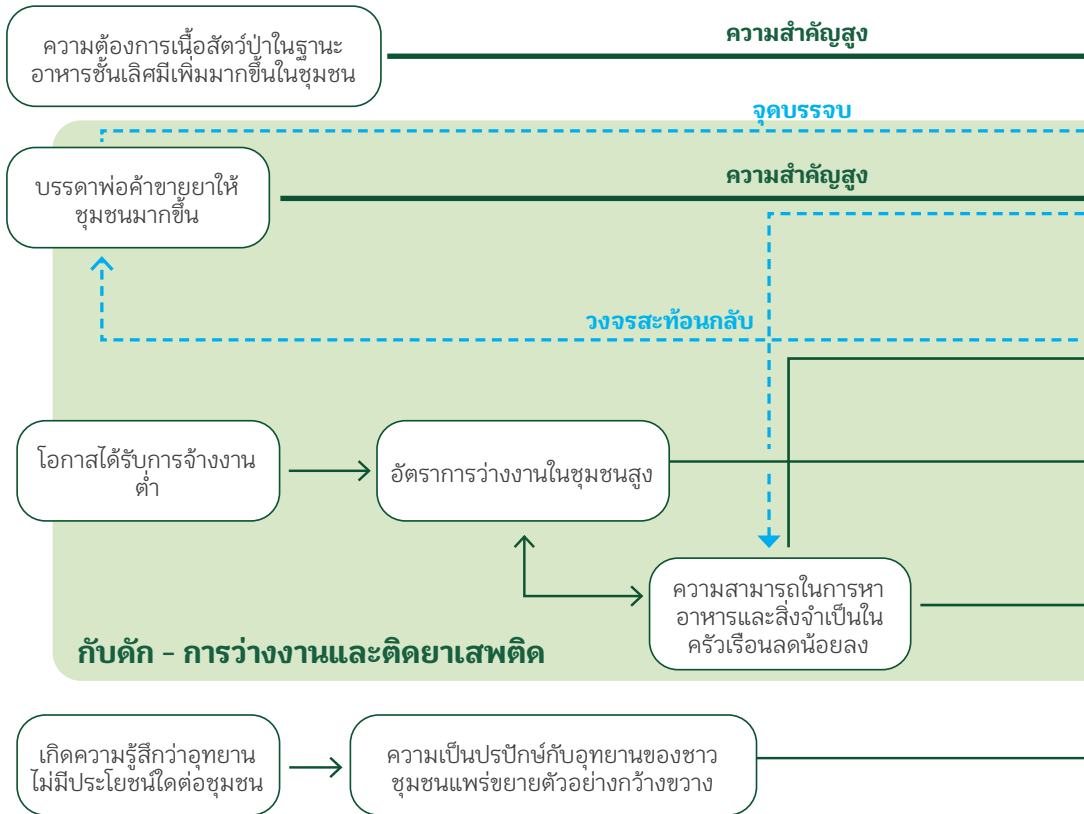 ความต้องการเนื้อสัตว์ป่าในฐานะ
อาหารชั้นเลิศมีเพิ่มมากขึ้นในชุมชน
ความสำคัญสูง
จุดบรรจบ
บรรดาพ่อค้าขายยาให้
ชุมชนมากขึ้น
ความสำคัญสูง
วงจรสะท้อนกลับ
โอกาสได้รับการจ้างงาน
ต่ำ
อัตราการว่างงานในชุมชนสูง
ความสามารถในการหา
อาหารและสิ่งจำเป็นใน
ครัวเรือนลดน้อยลง
กับดัก - การว่างงานและติดยาเสพติด
เกิดความรู้สึกว่าอุทยาน
ไม่มีประโยชน์ใดต่อชุมชน
ความเป็นปรปักษ์กับอุทยานของชาว
ชุมชนแพร่ขยายตัวอย่างกว้างขวาง